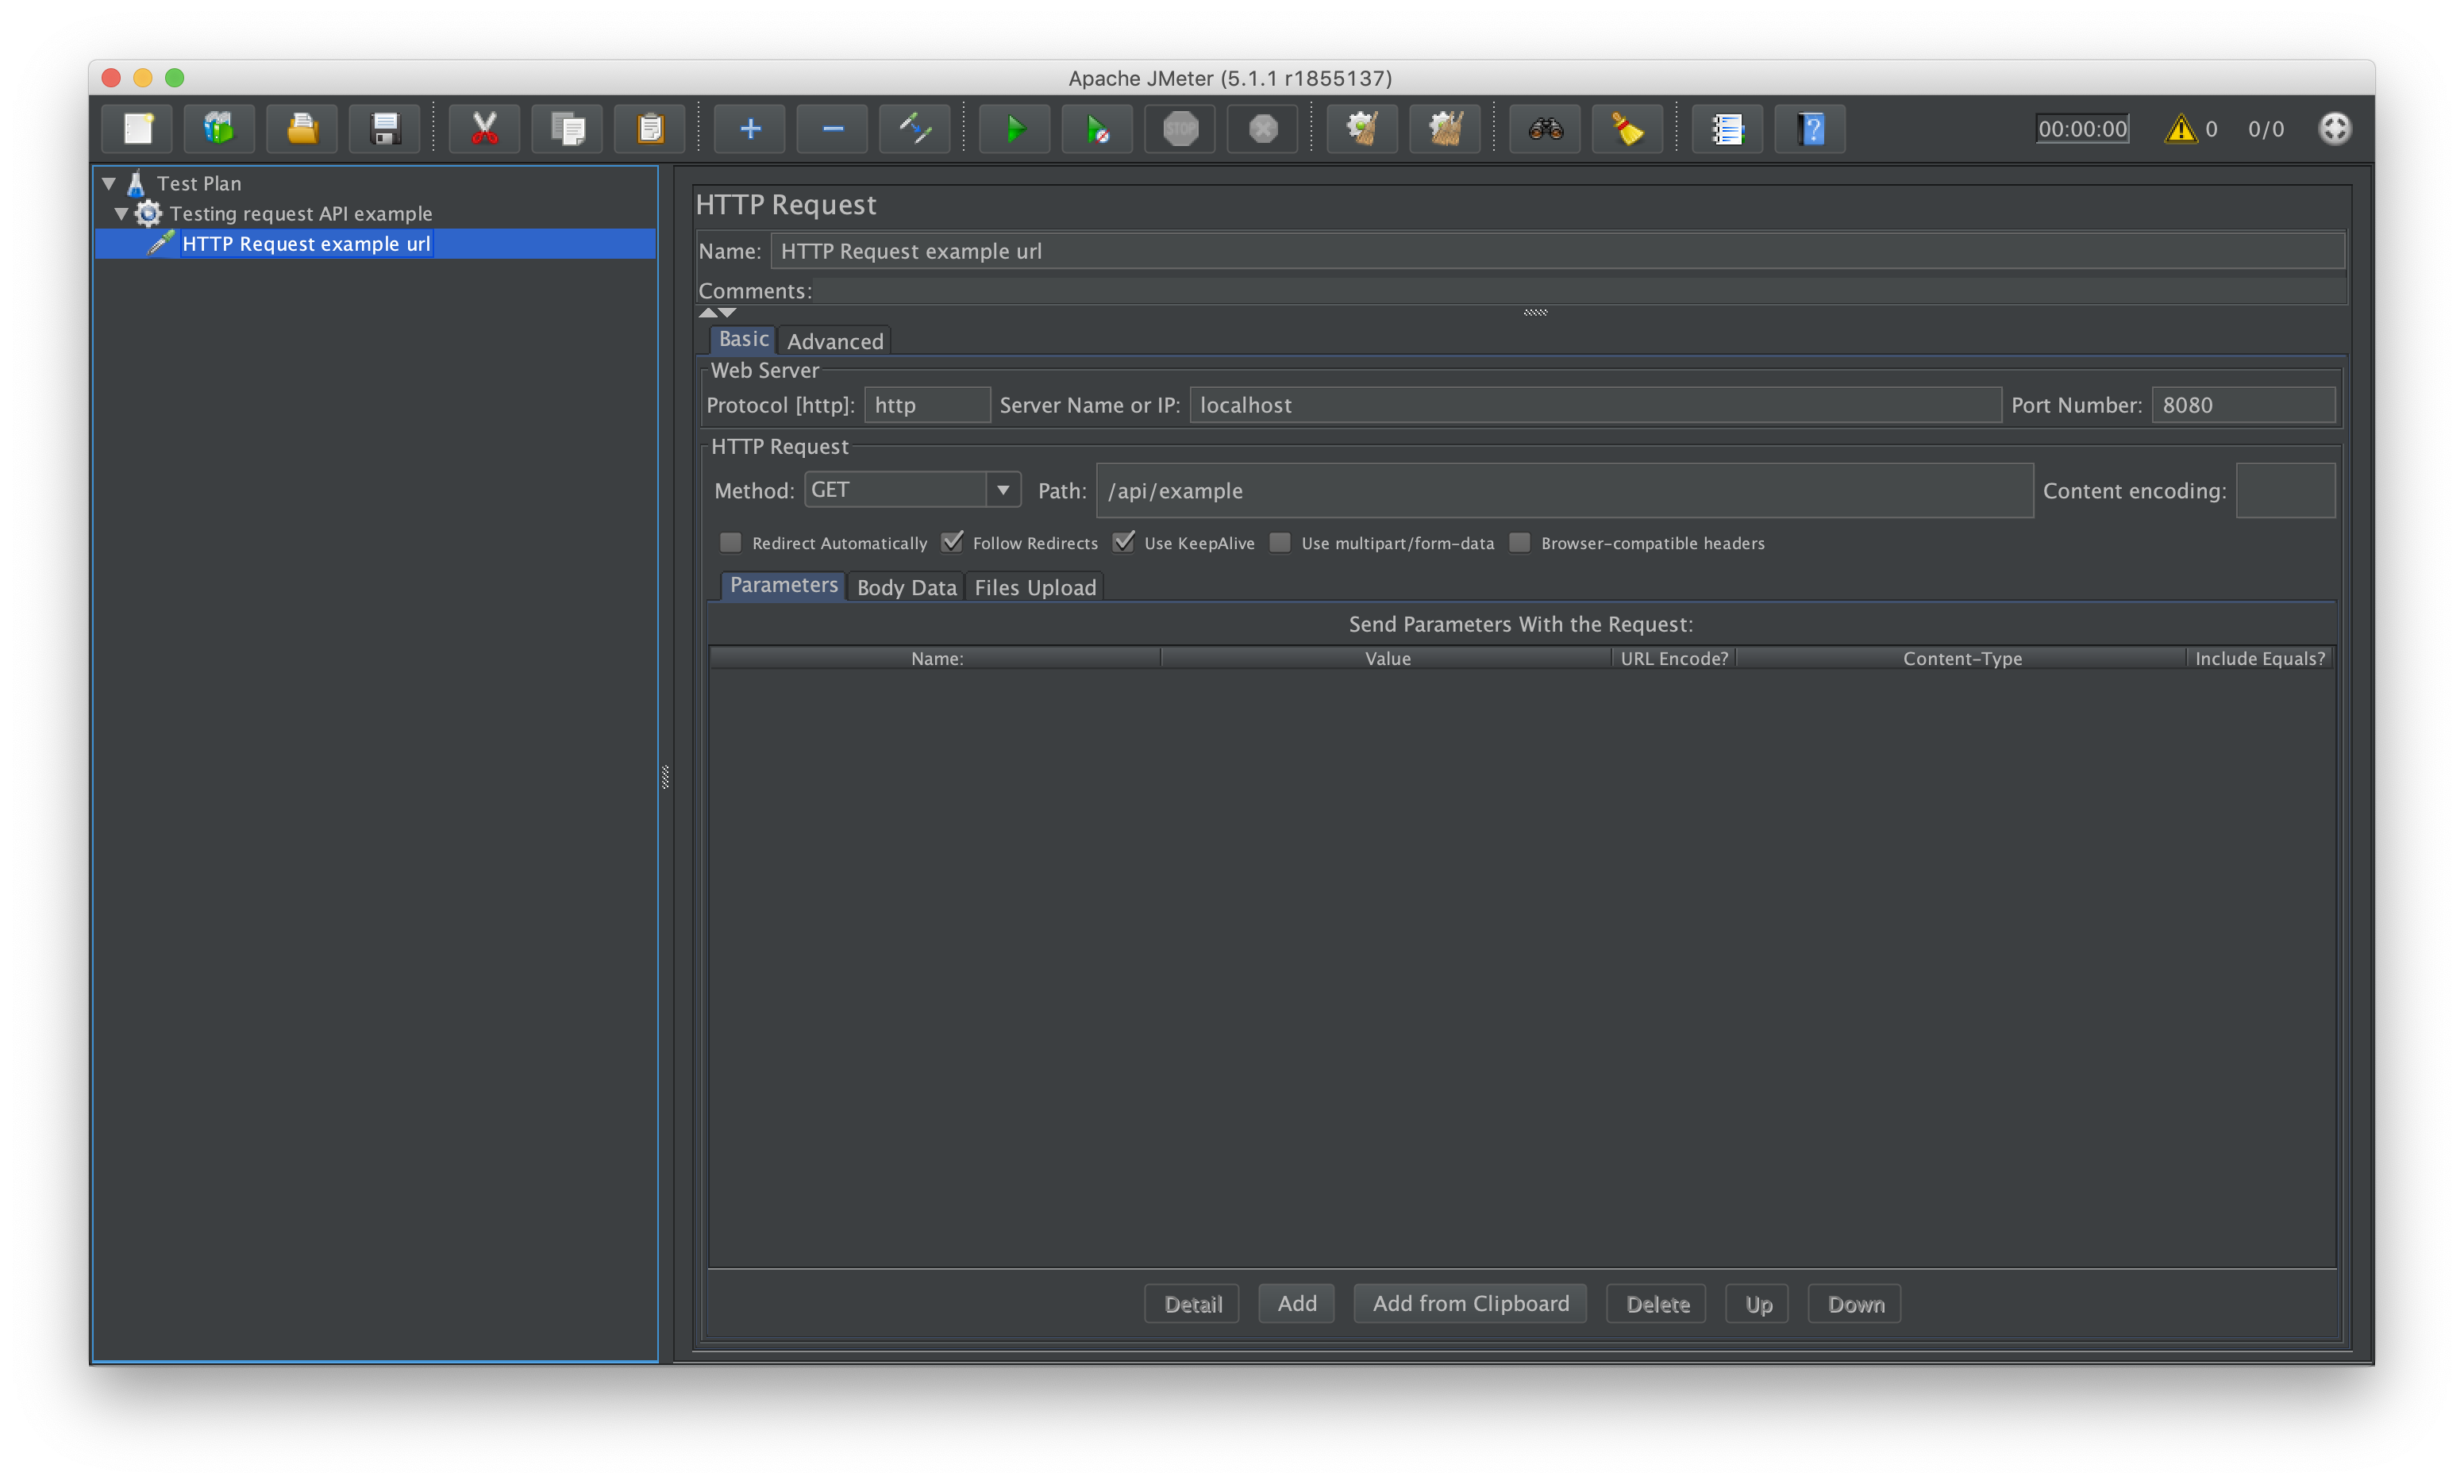 Apache JMeter (5.1.1 r1855137)
STOP
00:00:00
0
0/0
Test Plan
Testing request API example
HTTP Request example url
HTTP Request
Name: HTTP Request example url
Comments:
Basic Advanced
Web Server
Protocol [http]: http Server Name or IP: localhost Port Number: 8080
HTTP Request
Method: GET Path: /api/example Content encoding:
Redirect Automatically Follow Redirects Use KeepAlive Use multipart/form-data Browser-compatible headers
Parameters Body Data Files Upload
Send Parameters With the Request:
Name: Value URL Encode? Content-Type Include Equals?
Detail Add Add from Clipboard Delete Up Down